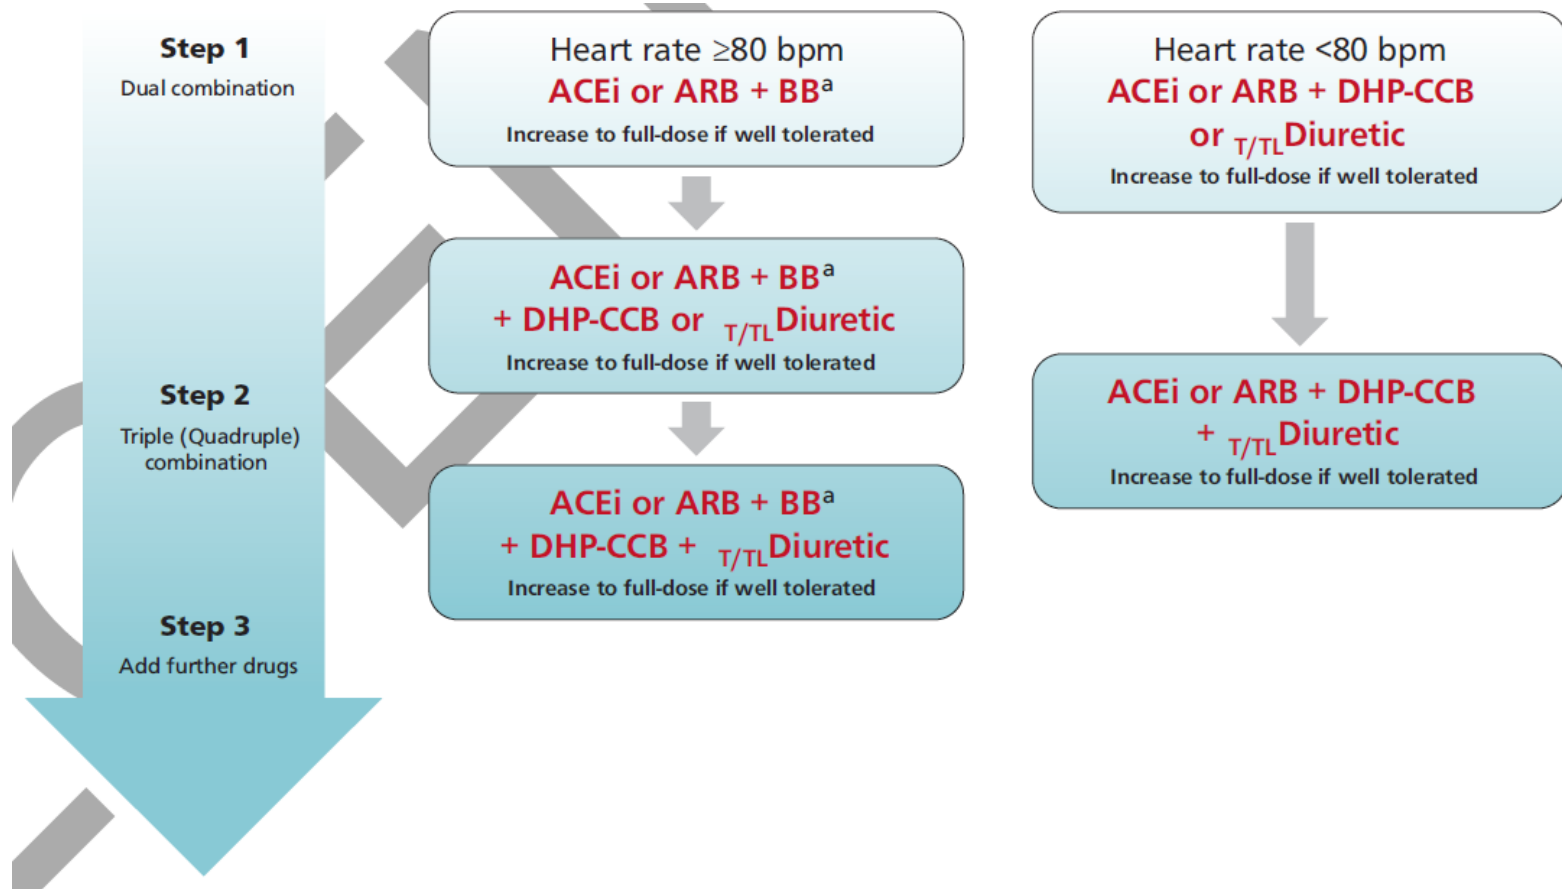 Step 1
Dual combination
Heart rate ≥80 bpm
ACEi or ARB + BBᵃ
Increase to full-dose if well tolerated
Heart rate <80 bpm
ACEi or ARB + DHP-CCB
or T/TLDiuretic
Increase to full-dose if well tolerated
Step 2
Triple (Quadruple)
combination
ACEi or ARB + BBᵃ
+ DHP-CCB or T/TLDiuretic
Increase to full-dose if well tolerated
ACEi or ARB + BBᵃ
+ DHP-CCB + T/TLDiuretic
Increase to full-dose if well tolerated
ACEi or ARB + DHP-CCB
+ T/TLDiuretic
Increase to full-dose if well tolerated
Step 3
Add further drugs